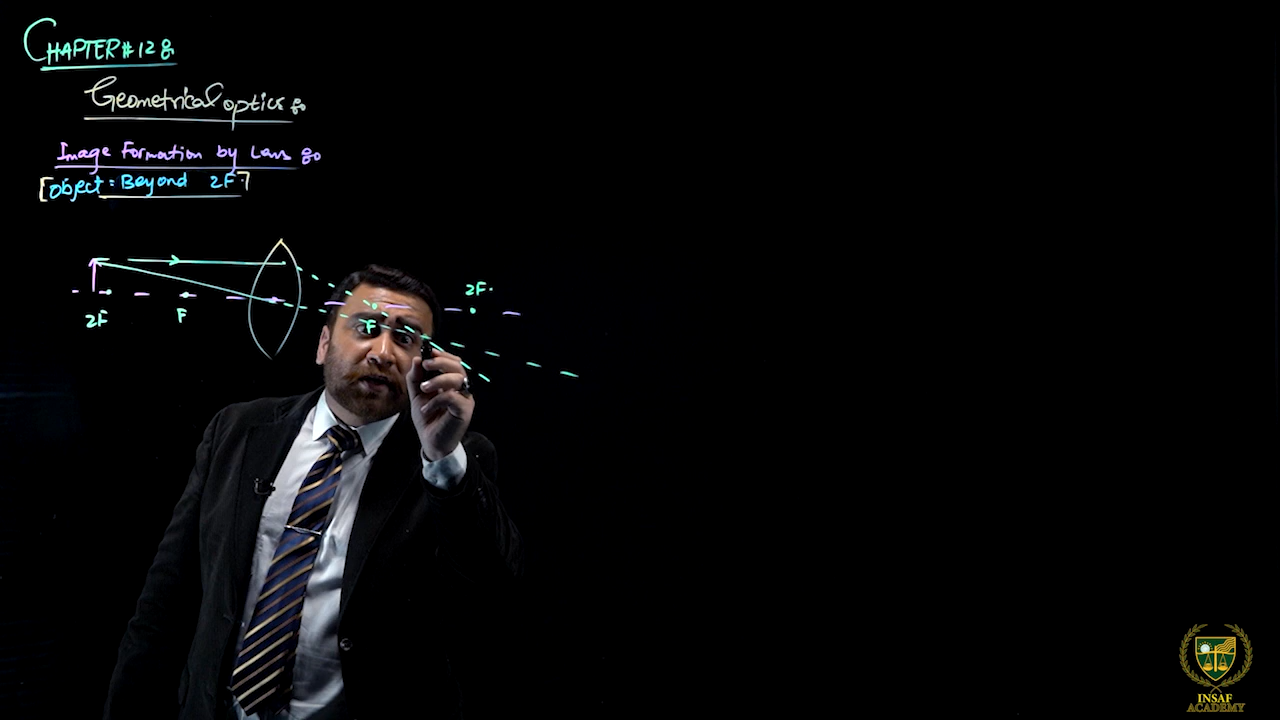 CHAPTER#12:
Geometrical optics:
Image Formation by Lens:
[object: Beyond 2F.]
2F.
2F F F
INSAF
ACADEMY